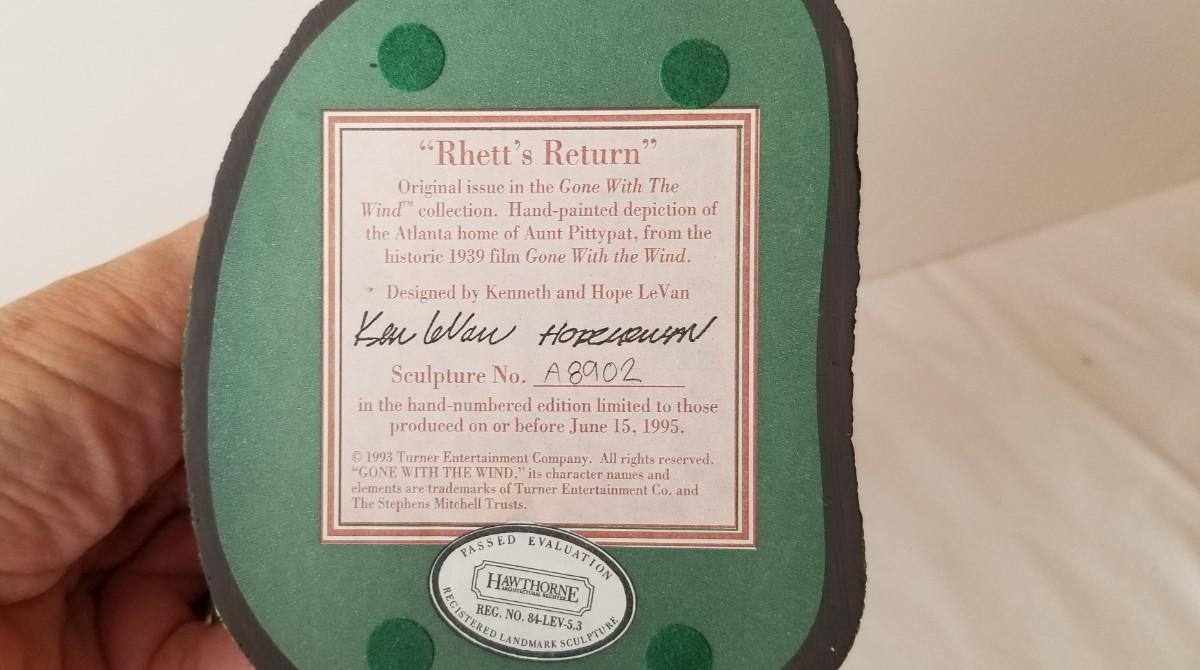 “Rhett’s Return”
Original issue in the Gone With The
Wind™ collection. Hand-painted depiction of
the Atlanta home of Aunt Pittypat, from the
historic 1939 film Gone With the Wind.
Designed by Kenneth and Hope LeVan
Ken LeVan Hope LeVan
Sculpture No. A8902
in the hand-numbered edition limited to those
produced on or before June 15, 1995.
© 1993 Turner Entertainment Company. All rights reserved.
“GONE WITH THE WIND,” its character names and
elements are trademarks of Turner Entertainment Co. and
The Stephens Mitchell Trusts.
PASSED EVALUATION
HAWTHORNE
ARCHITECTURAL REGISTER
REG. NO. 84-LEV-5.3
REGISTERED LANDMARK SCULPTURE